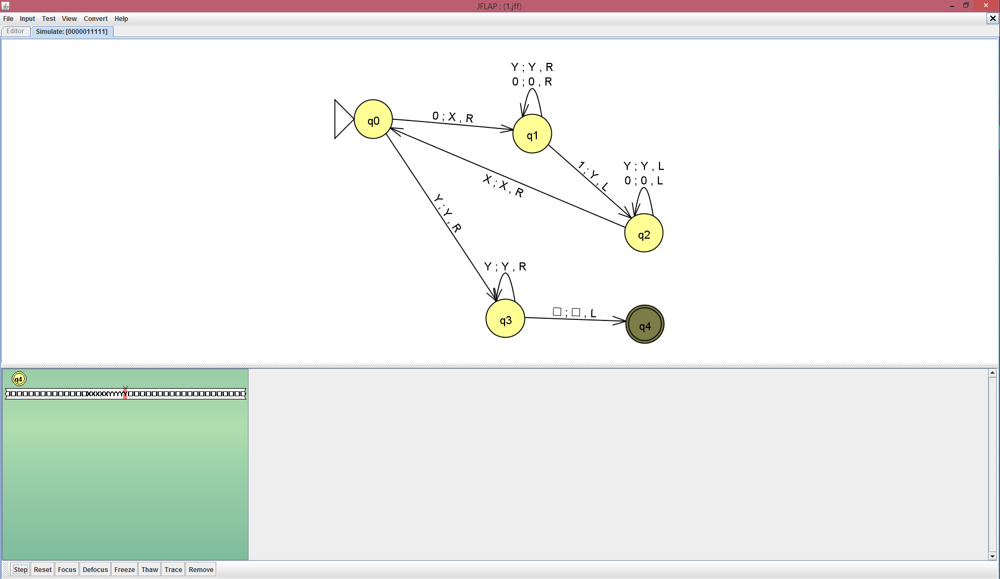 JFLAP : (1.jff)
File Input Test View Convert Help
Editor Simulate: [0000011111]
Y ; Y , R
0 ; 0 , R
q0
0 ; X , R
q1
1 ; Y , L
Y ; Y , L
0 ; 0 , L
X ; X , R
q2
Y ; Y , R
Y ; Y , R
q3
□ ; □ , L
q4
q4
□□□□□□□□□□□□□□XXXXXYYYYY□□□□□□□□□□□□□□□□□□□□
Step Reset Focus Defocus Freeze Thaw Trace Remove